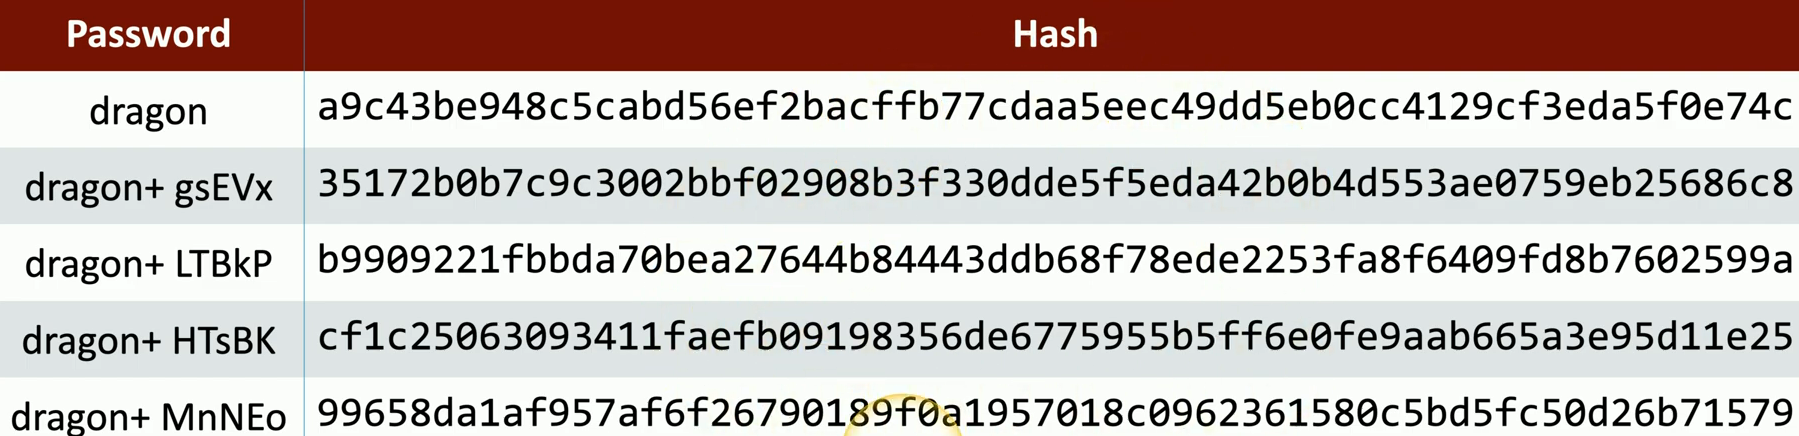 Password Hash
dragon a9c43be948c5cabd56ef2bacffb77cdaa5eec49dd5eb0cc4129cf3eda5f0e74c
dragon+ gsEVx 35172b0b7c9c3002bbf02908b3f330dde5f5eda42b0b4d553ae0759eb25686c8
dragon+ LTBkP b9909221fbbda70bea27644b84443ddb68f78ede2253fa8f6409fd8b7602599a
dragon+ HTsBK cf1c25063093411faefb09198356de6775955b5ff6e0fe9aab665a3e95d11e25
dragon+ MnNEo 99658da1af957af6f26790189f0a1957018c0962361580c5bd5fc50d26b71579